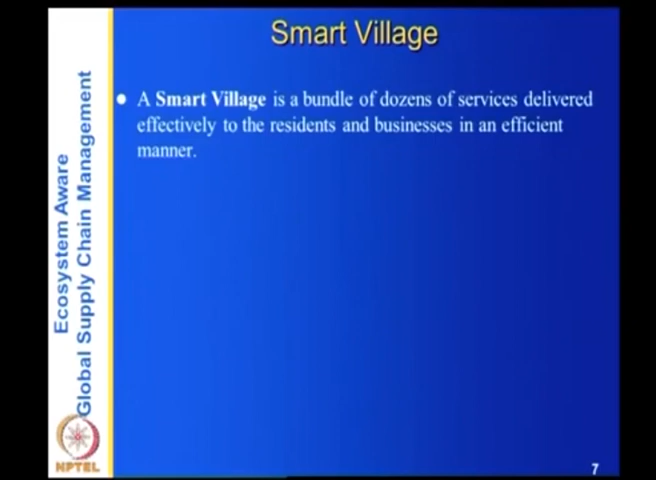 Smart Village
A Smart Village is a bundle of dozens of services delivered
effectively to the residents and businesses in an efficient
manner.
Ecosystem Aware
Global Supply Chain Management
NPTEL
7